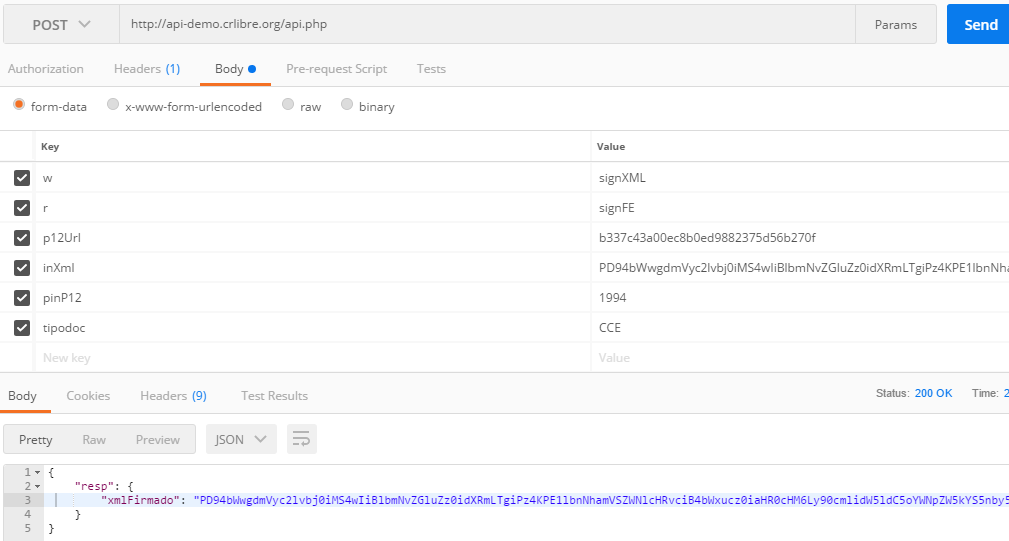 POST http://api-demo.crlibre.org/api.php Params Send
Authorization Headers (1) Body Pre-request Script Tests
form-data x-www-form-urlencoded raw binary
Key Value
w signXML
r signFE
p12Url b337c43a00ec8b0ed9882375d56b270f
inXml PD94bWwgdmVyc2lvbj0iMS4wIiBlbmNvZGluZz0idXRmLTgiPz4KPE1lbnNha
pinP12 1994
tipodoc CCE
New key Value
Body Cookies Headers (9) Test Results Status: 200 OK Time: 2
Pretty Raw Preview JSON
1 {
2 "resp": {
3 "xmlFirmado": "PD94bWwgdmVyc2lvbj0iMS4wIiBlbmNvZGluZz0idXRmLTgiPz4KPE1lbnNhamVSZWNlcHRvciB4bWxucz0iaHR0cHM6Ly90cmlidW5ldC5oYWNpZW5kYS5nby5
4 }
5 }